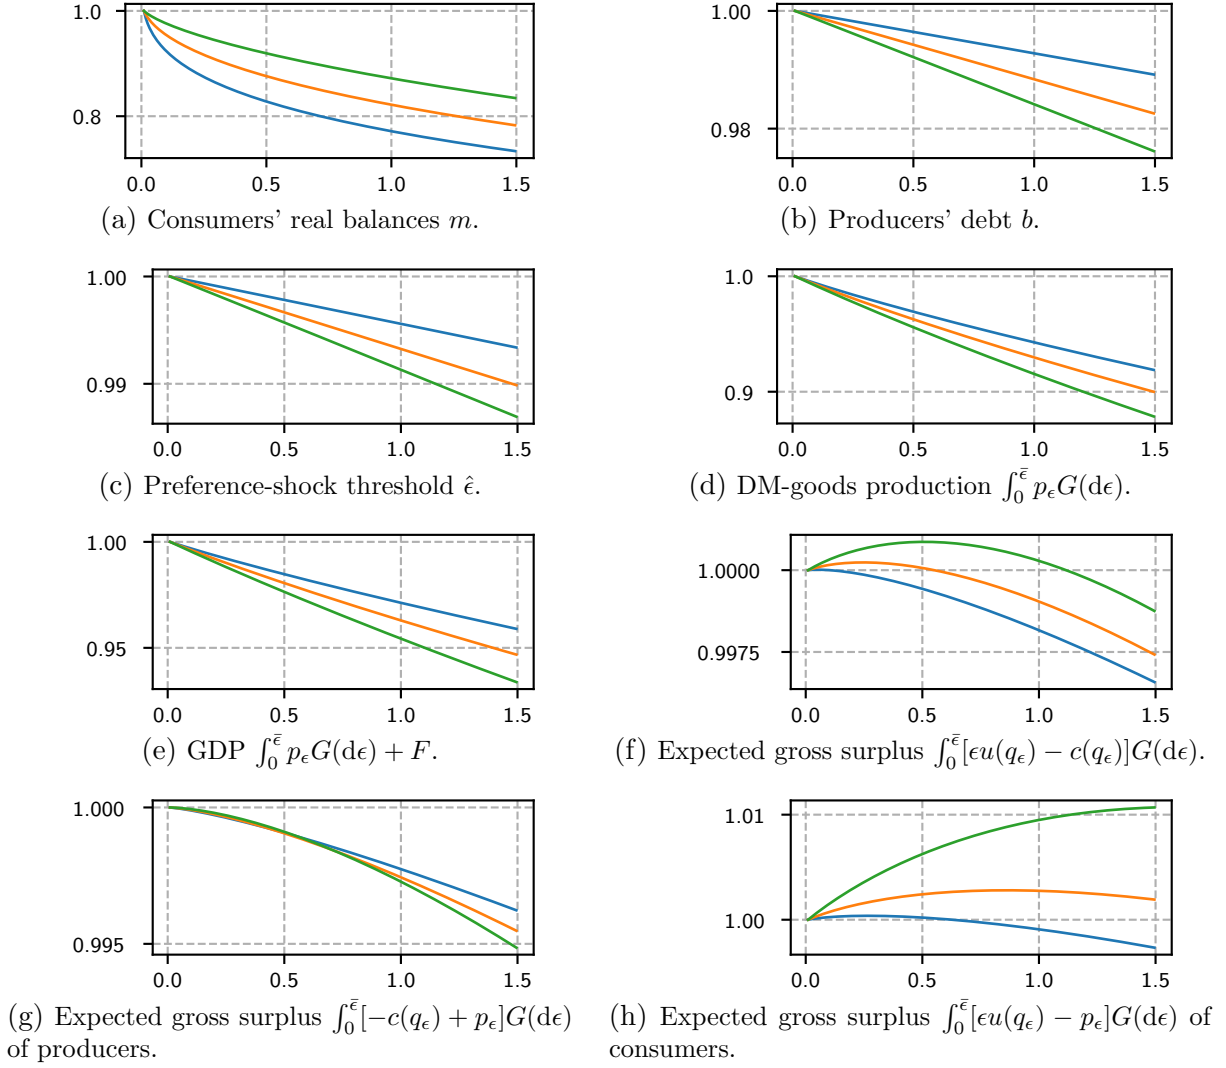 1.0
0.8
0.0 0.5 1.0 1.5
(a) Consumers' real balances m.
1.00
0.98
0.0 0.5 1.0 1.5
(b) Producers' debt b.
1.00
0.99
0.0 0.5 1.0 1.5
(c) Preference-shock threshold ε̂.
1.0
0.9
0.0 0.5 1.0 1.5
(d) DM-goods production ∫₀^ε̄ p_ϵ G(dϵ).
1.00
0.95
0.0 0.5 1.0 1.5
(e) GDP ∫₀^ε̄ p_ϵ G(dϵ) + F.
1.0000
0.9975
0.0 0.5 1.0 1.5
(f) Expected gross surplus ∫₀^ε̄ [ϵu(q_ϵ) − c(q_ϵ)]G(dϵ).
1.000
0.995
0.0 0.5 1.0 1.5
(g) Expected gross surplus ∫₀^ε̄ [−c(q_ϵ) + p_ϵ]G(dϵ)
of producers.
1.01
1.00
0.0 0.5 1.0 1.5
(h) Expected gross surplus ∫₀^ε̄ [ϵu(q_ϵ) − p_ϵ]G(dϵ) of
consumers.